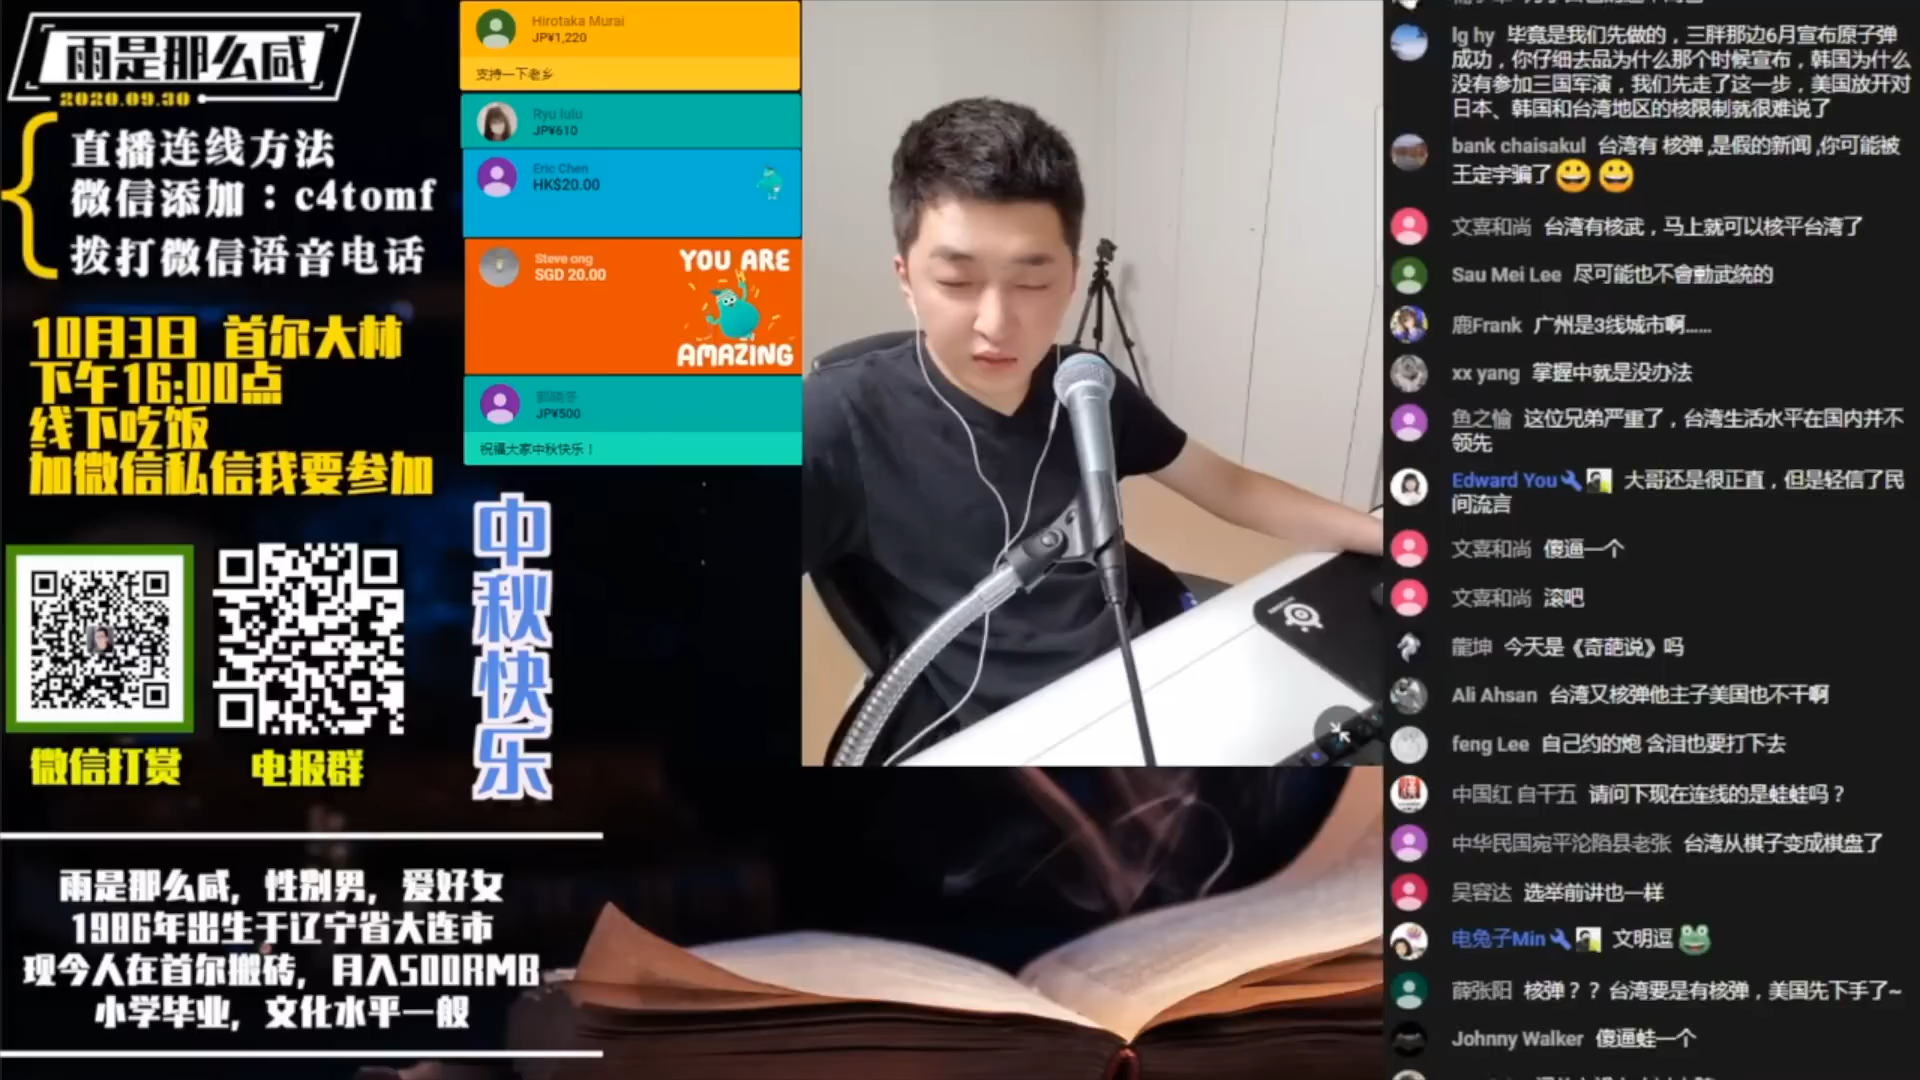 雨是那么咸
2020.09.30
直播连线方法
微信添加：c4tomf
拨打微信语音电话
10月3日 首尔大林
下午16:00点
线下吃饭
加微信私信我要参加
微信打赏
电报群
雨是那么咸，性别男，爱好女
1986年出生于辽宁省大连市
现今人在首尔搬砖，月入500RMB
小学毕业，文化水平一般
Hirotaka Murai
JP¥1,220
支持一下老乡
Ryu lulu
JP¥610
Eric Chen
HK$20.00
Steve ong
SGD 20.00
YOU ARE
AMAZING
JP¥500
祝福大家中秋快乐！
中秋快乐
lg hy 毕竟是我们先做的，三胖那边6月宣布原子弹
成功，你仔细去品为什么那个时候宣布，韩国为什么
没有参加三国军演，我们先走了这一步，美国放开对
日本、韩国和台湾地区的核限制就很难说了
bank chaisakul 台湾有 核弹 ,是假的新闻 ,你可能被
王定宇骗了😀 😀
文喜和尚 台湾有核武，马上就可以核平台湾了
Sau Mei Lee 尽可能也不會動武统的
鹿Frank 广州是3线城市啊......
xx yang 掌握中就是没办法
鱼之愉 这位兄弟严重了，台湾生活水平在国内并不
领先
Edward You 大哥还是很正直，但是轻信了民
间流言
文喜和尚 傻逼一个
文喜和尚 滚吧
龍坤 今天是《奇葩说》吗
Ali Ahsan 台湾又核弹他主子美国也不干啊
feng Lee 自己约的炮 含泪也要打下去
中国红 自干五 请问下现在连线的是蛙蛙吗？
中华民国宛平沦陷县老张 台湾从棋子变成棋盘了
吴容达 选举前讲也一样
电兔子Min 文明逗🐸
薛张阳 核弹？？台湾要是有核弹，美国先下手了~
Johnny Walker 傻逼蛙一个